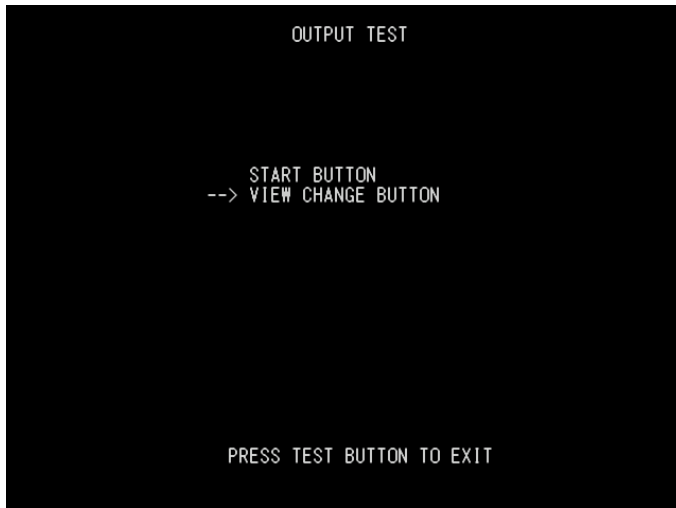 OUTPUT TEST
START BUTTON
--> VIEW CHANGE BUTTON
PRESS TEST BUTTON TO EXIT